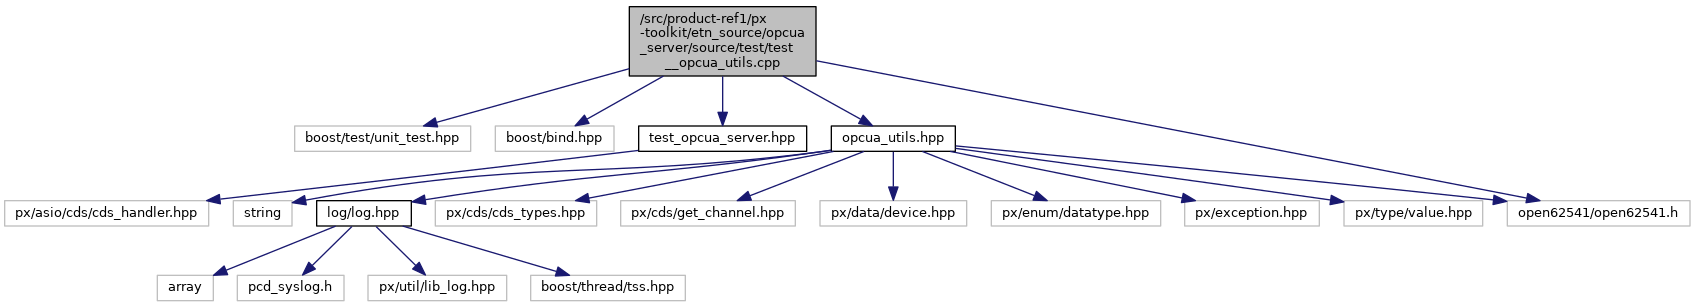 /src/product-ref1/px
-toolkit/etn_source/opcua
_server/source/test/test
__opcua_utils.cpp
boost/test/unit_test.hpp
boost/bind.hpp
test_opcua_server.hpp
opcua_utils.hpp
px/asio/cds/cds_handler.hpp
string
log/log.hpp
px/cds/cds_types.hpp
px/cds/get_channel.hpp
px/data/device.hpp
px/enum/datatype.hpp
px/exception.hpp
px/type/value.hpp
open62541/open62541.h
array
pcd_syslog.h
px/util/lib_log.hpp
boost/thread/tss.hpp